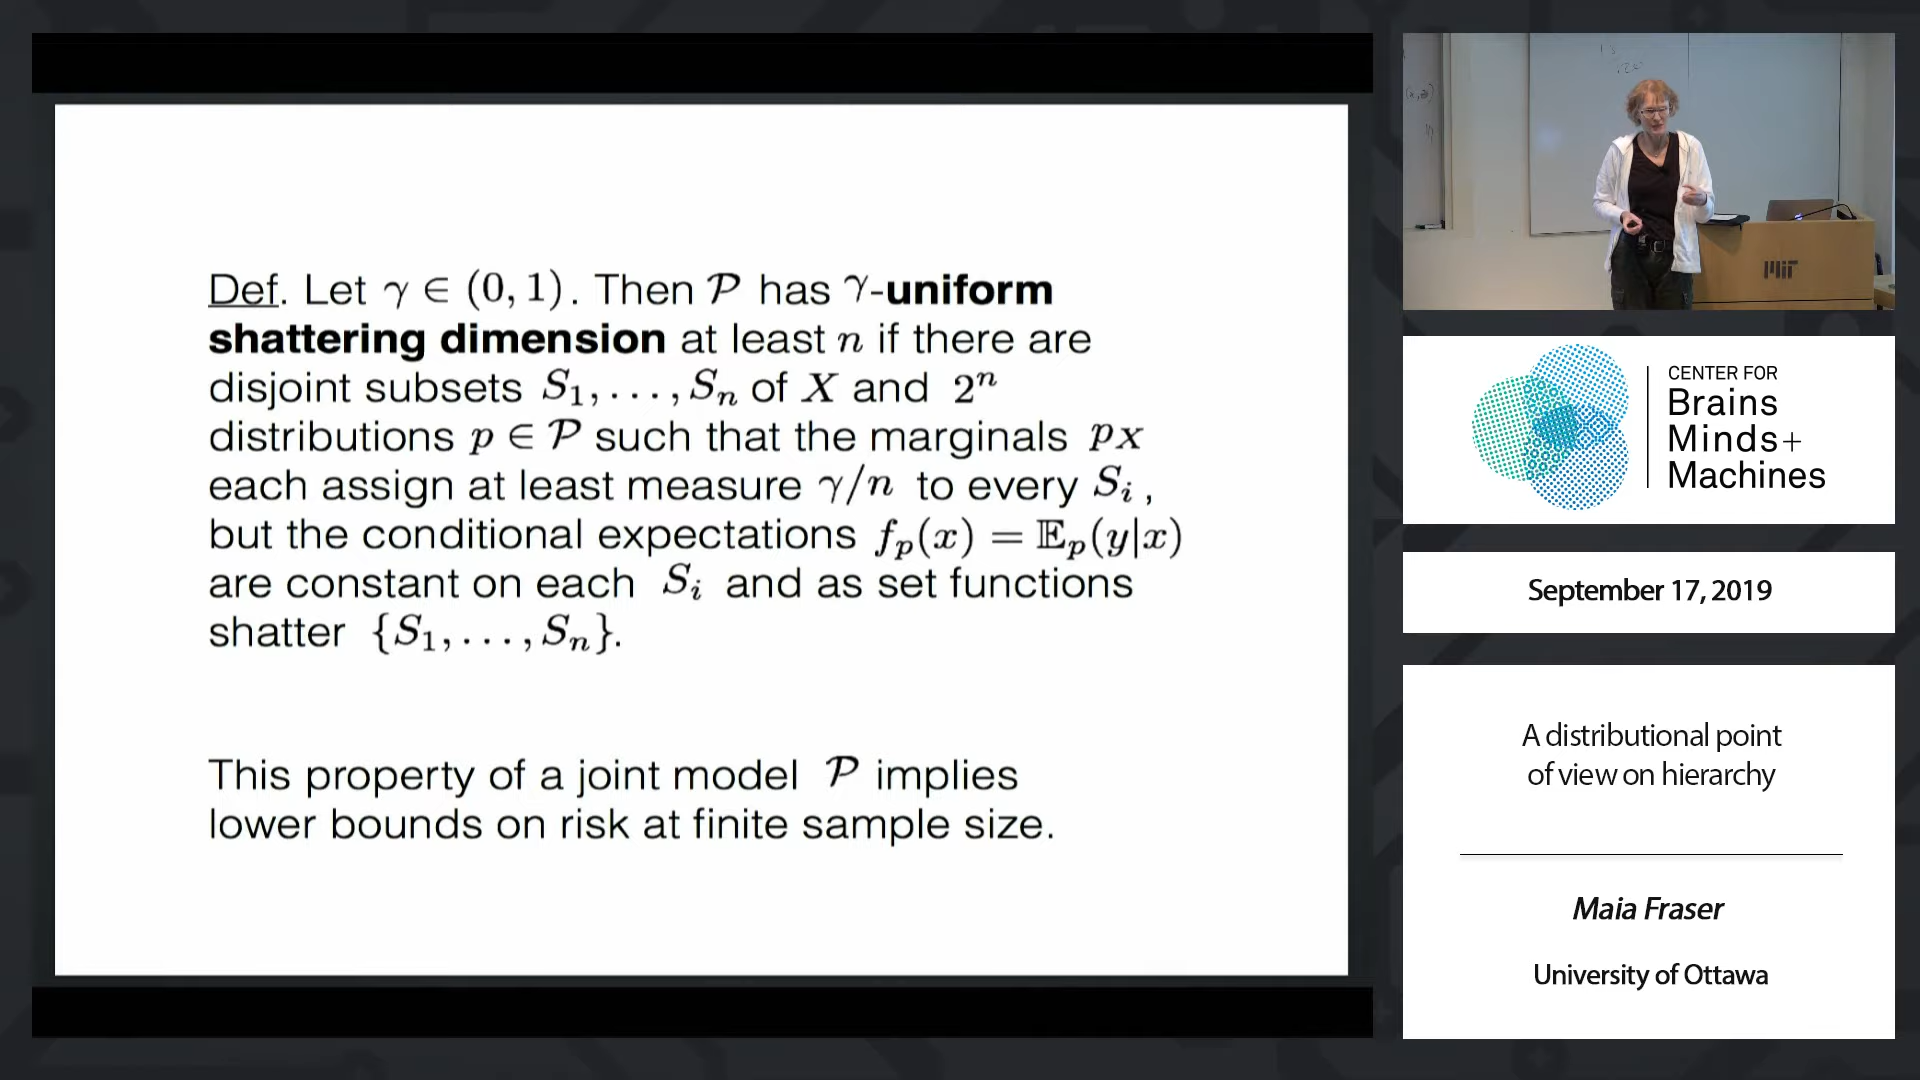 Def. Let γ ∈ (0, 1). Then 𝒫 has γ-uniform
shattering dimension at least n if there are
disjoint subsets S₁, . . . , Sₙ of X and 2ⁿ
distributions p ∈ 𝒫 such that the marginals p_X
each assign at least measure γ/n to every Sᵢ ,
but the conditional expectations fₚ(x) = 𝔼ₚ(y|x)
are constant on each Sᵢ and as set functions
shatter {S₁, . . . , Sₙ}.
This property of a joint model 𝒫 implies
lower bounds on risk at finite sample size.
MIT
CENTER FOR
Brains
Minds+
Machines
September 17, 2019
A distributional point
of view on hierarchy
Maia Fraser
University of Ottawa